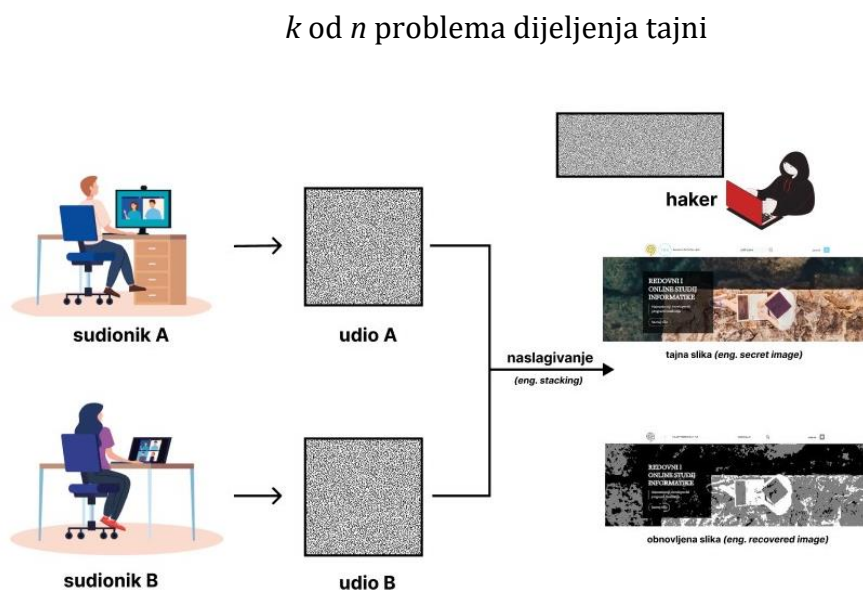 k od n problema dijeljenja tajni
haker
sudionik A
udio A
naslagivanje
(eng. stacking)
REDOVNI I
ONLINE STUDIJ
INFORMATIKE
tajna slika (eng. secret image)
sudionik B
udio B
REDOVNI I
ONLINE STUDIJ
INFORMATIKE
obnovljena slika (eng. recovered image)